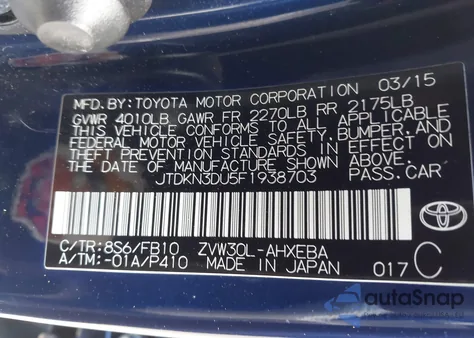 MFD. BY: TOYOTA MOTOR CORPORATION 03/15
GVWR 4010LB GAWR FR 2270LB RR 2175LB
THIS VEHICLE CONFORMS TO ALL APPLICABLE
FEDERAL MOTOR VEHICLE SAFETY, BUMPER, AND
THEFT PREVENTION STANDARDS IN EFFECT ON
THE DATE OF MANUFACTURE SHOWN ABOVE.
JTDKN3DU5F1938703 PASS.CAR
C/TR: 8S6/FB10 ZVW30L-AHXEBA
A/TM: -01A/P410 MADE IN JAPAN 017 C
TOYOTA
autoSnap